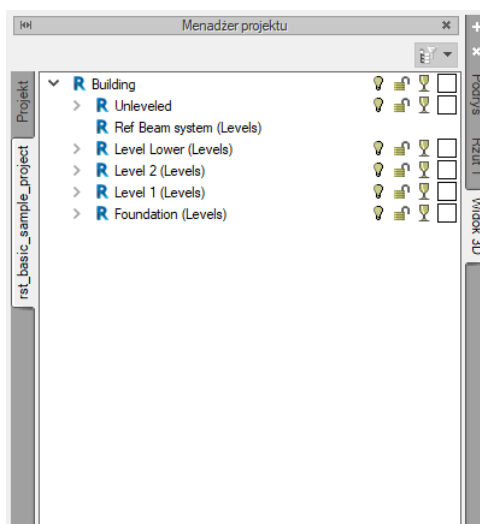 Menadżer projektu
Building
Unleveled
Ref Beam system (Levels)
Level Lower (Levels)
Level 2 (Levels)
Level 1 (Levels)
Foundation (Levels)
Projekt
rst_basic_sample_project
Podrys
Rzut 1
Widok 3D